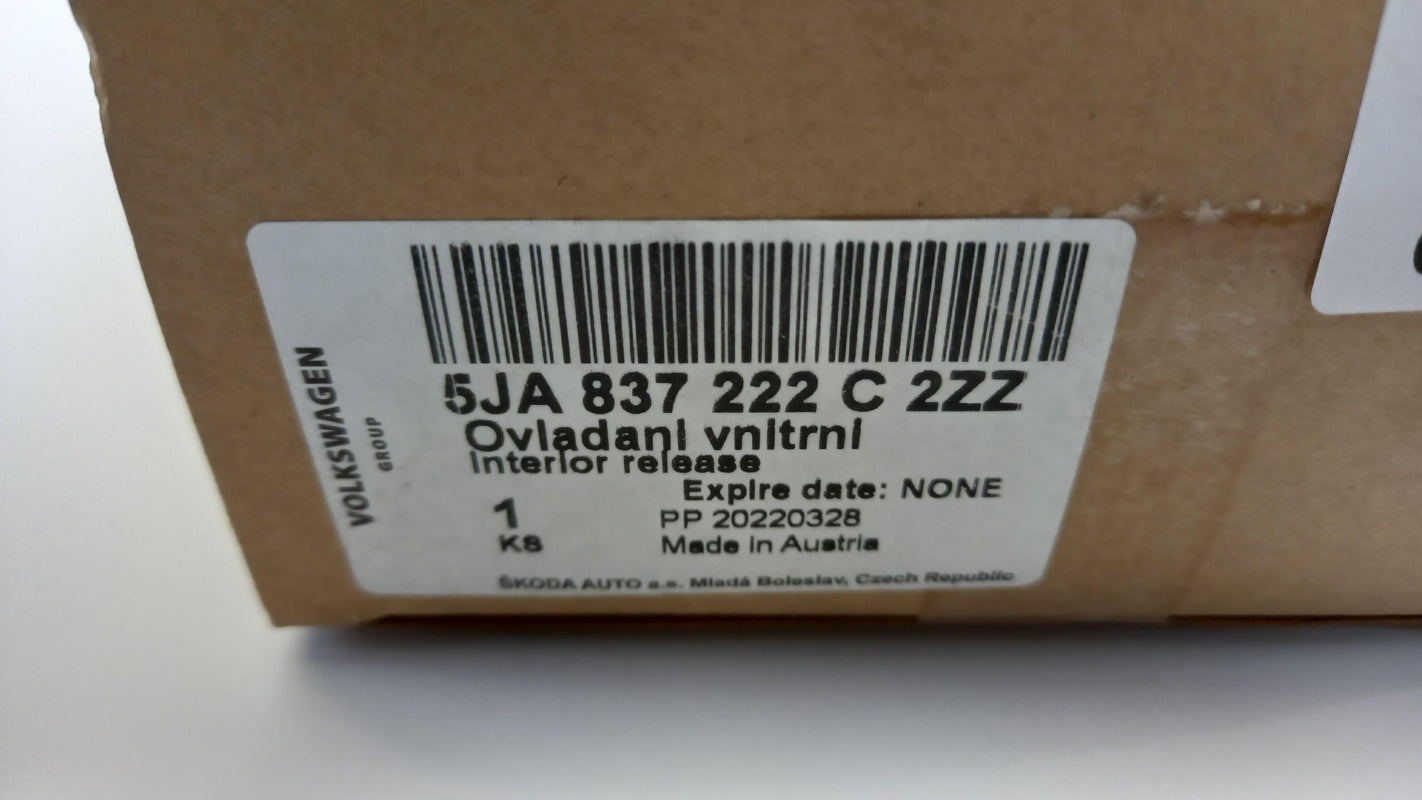 5JA 837 222 C 2ZZ
Ovladani vnitrni
Interior release
Expire date: NONE
1
PP 20220328
Ks
Made in Austria
ŠKODA AUTO a.s. Mladá Boleslav, Czech Republic
VOLKSWAGEN
GROUP